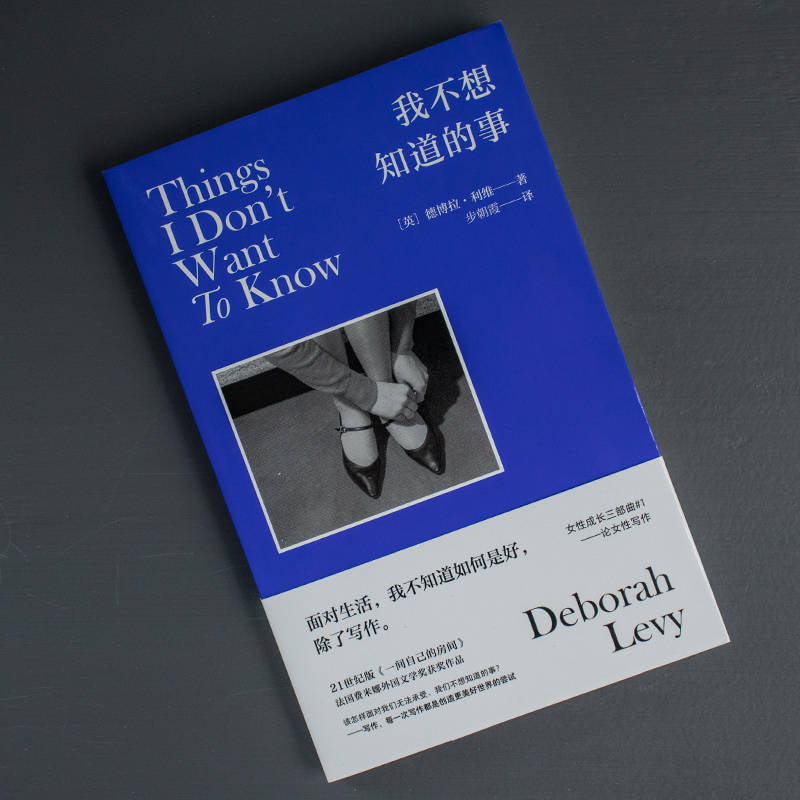 我不想
知道的事
[英] 德博拉·利维——著
步朝霞——译
Things
I Don't
Want
To Know
女性成长三部曲#1
——论女性写作
面对生活，我不知道如何是好，
除了写作。
Deborah
Levy
21世纪版《一间自己的房间》
法国费米娜外国文学奖获奖作品
该怎样面对我们无法承受、我们不想知道的事？
——写作，每一次写作都是创造更美好世界的尝试